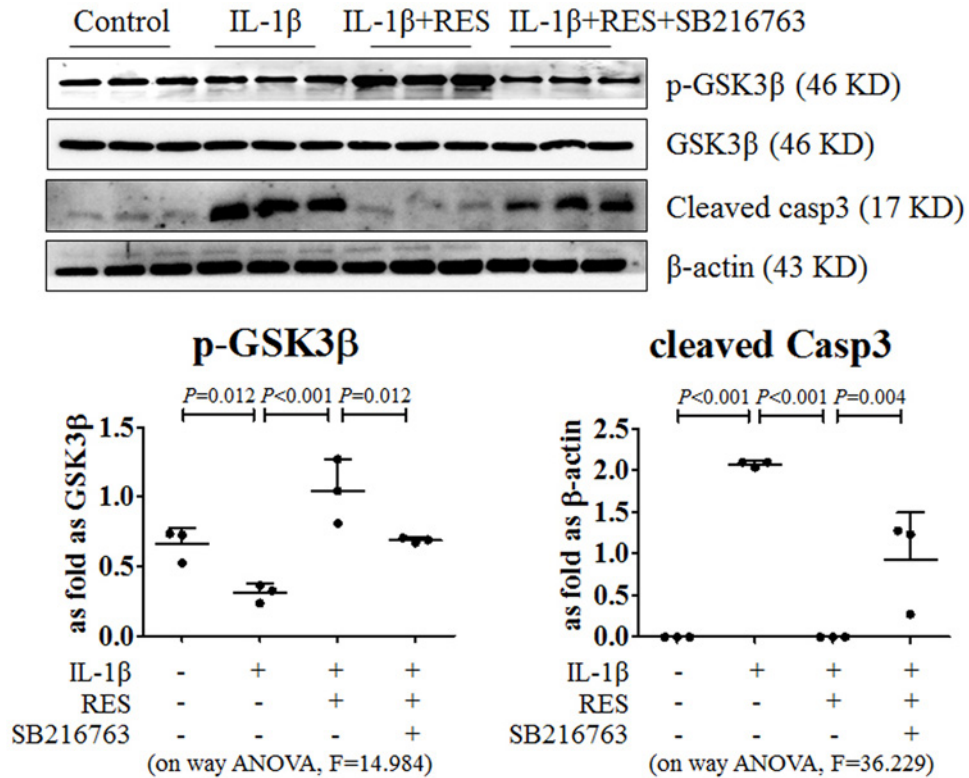 Control IL-1β IL-1β+RES IL-1β+RES+SB216763
p-GSK3β (46 KD)
GSK3β (46 KD)
Cleaved casp3 (17 KD)
β-actin (43 KD)
p-GSK3β
P=0.012 P<0.001 P=0.012
as fold as GSK3β
1.5
1.0
0.5
0.0
IL-1β - + + +
RES - - + +
SB216763 - - - +
(on way ANOVA, F=14.984)
cleaved Casp3
P<0.001 P<0.001 P=0.004
as fold as β-actin
2.5
2.0
1.5
1.0
0.5
0.0
IL-1β - + + +
RES - - + +
SB216763 - - - +
(on way ANOVA, F=36.229)